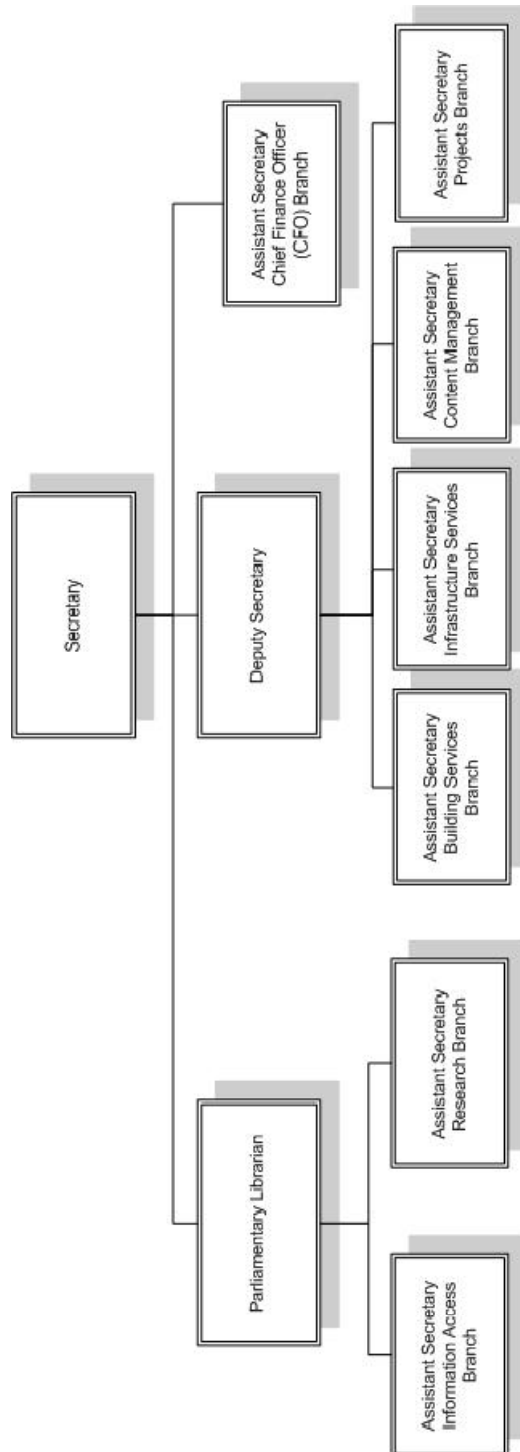 Secretary
Parliamentary Librarian
Deputy Secretary
Assistant Secretary
Chief Finance Officer
(CFO) Branch
Assistant Secretary
Information Access
Branch
Assistant Secretary
Research Branch
Assistant Secretary
Building Services
Branch
Assistant Secretary
Infrastructure Services
Branch
Assistant Secretary
Content Management
Branch
Assistant Secretary
Projects Branch